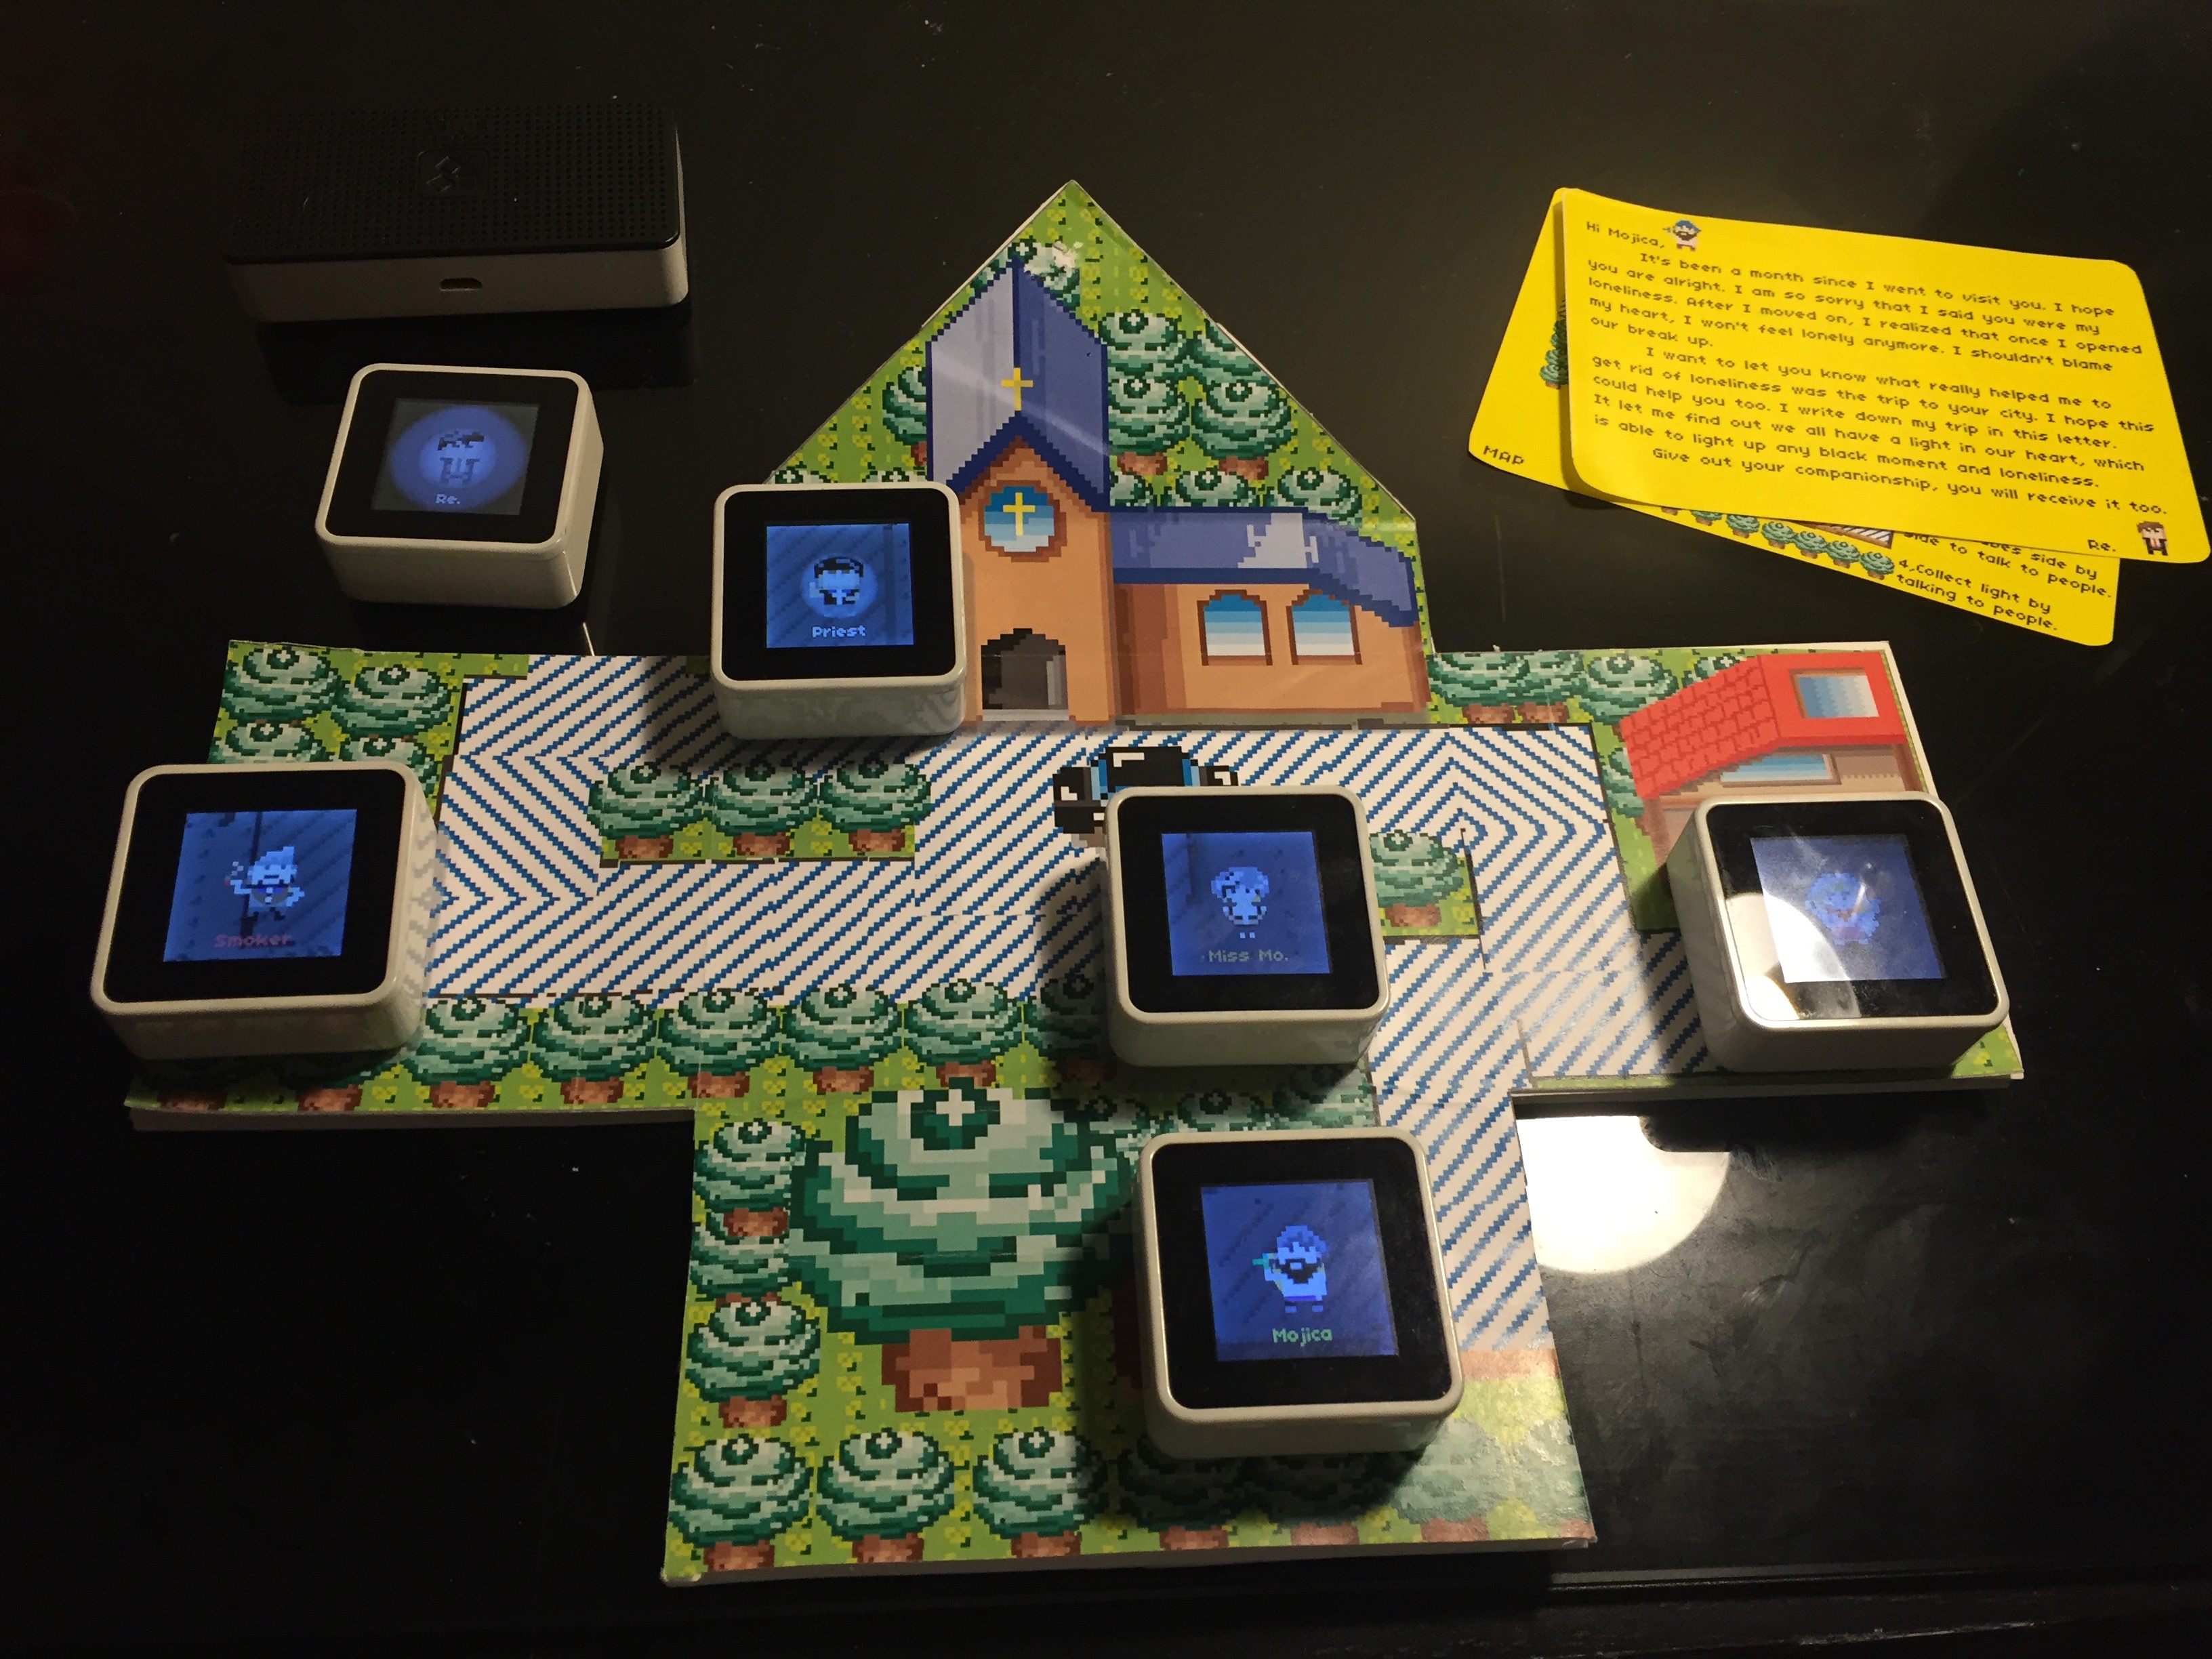 Hi Mojica,
It's been a month since I went to visit you. I hope
you are alright. I am so sorry that I said you were my
loneliness. After I moved on, I realized that once I opened
my heart, I won't feel lonely anymore. I shouldn't blame
our break up.
I want to let you know what really helped me to
get rid of loneliness was the trip to your city. I hope this
could help you too. I write down my trip in this letter.
It let me find out we all have a light in our heart, which
is able to light up any black moment and loneliness.
Give out your companionship, you will receive it too.
Re.
MAP
side by
side to talk to people.
4,Collect light by
talking to people.
Re.
Priest
Smoker
Miss Mo.
Mojica